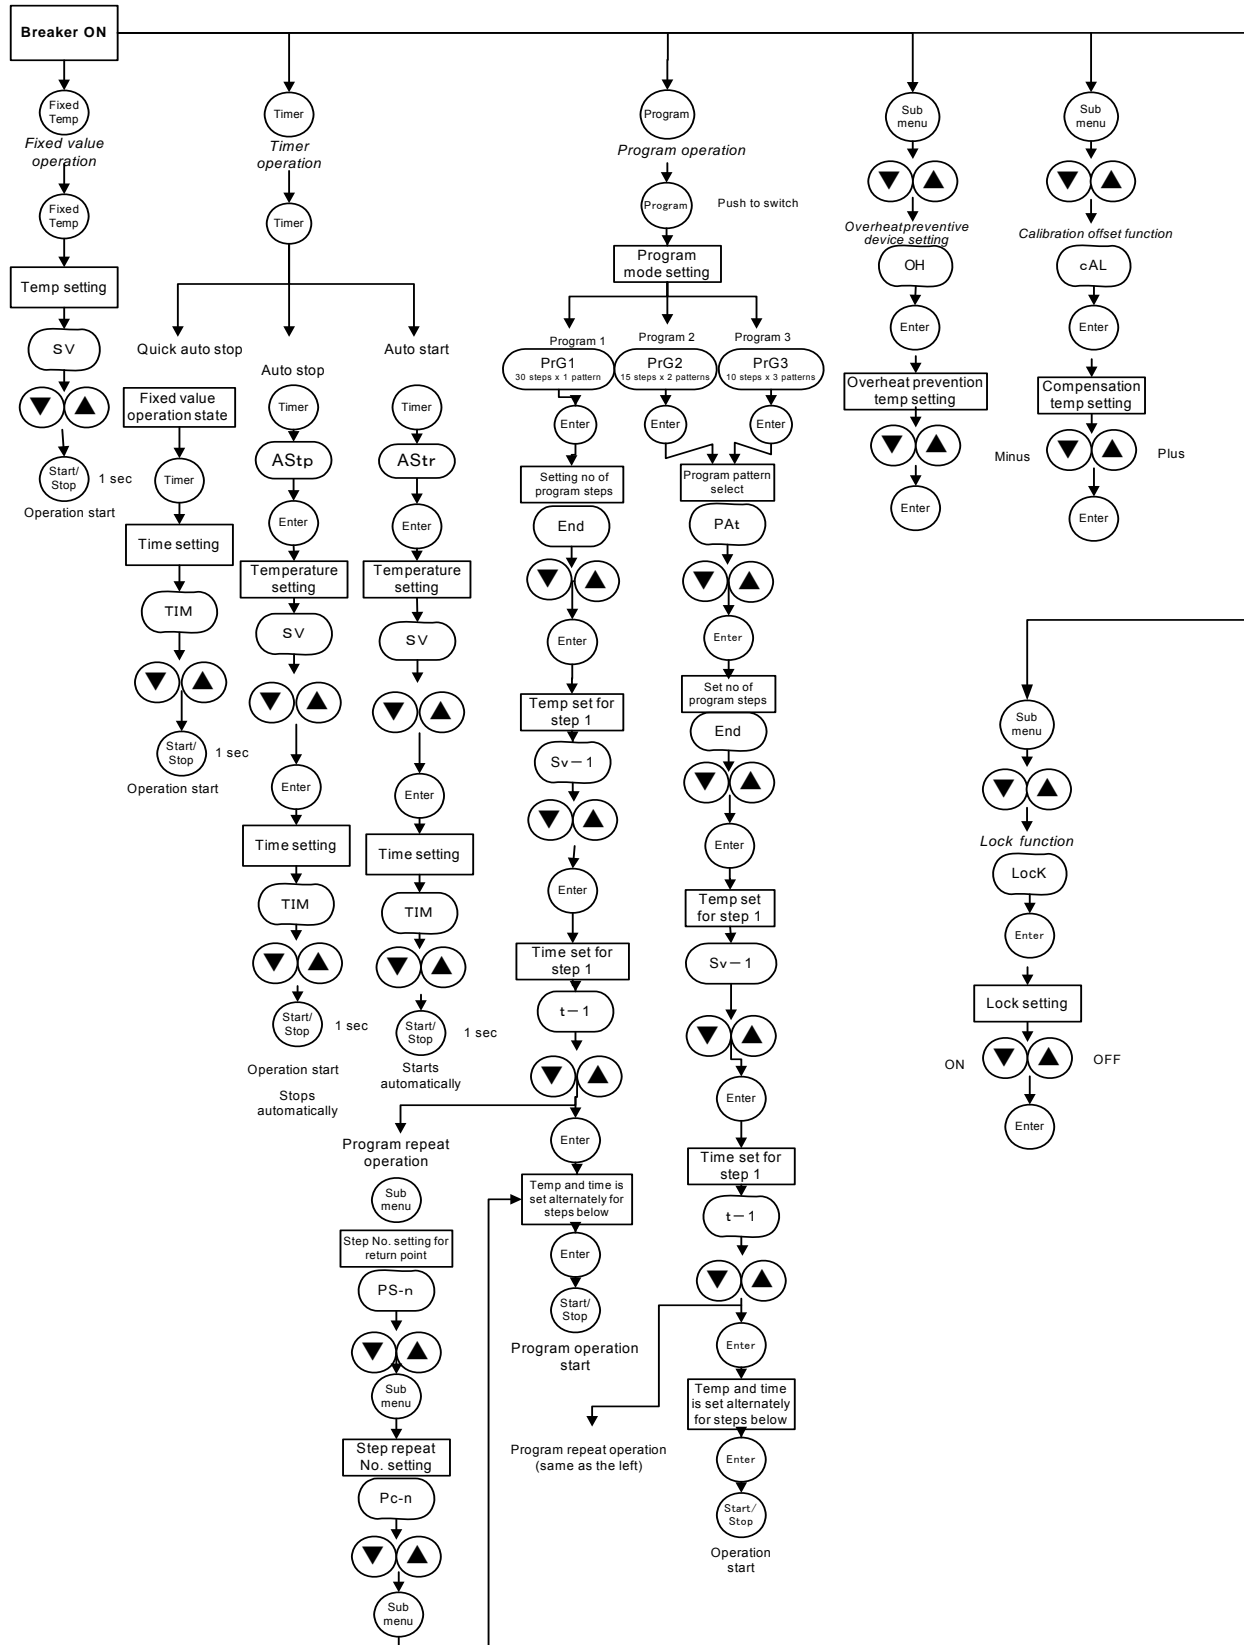 Breaker ON
Fixed
Temp
Fixed value
operation
Fixed
Temp
Temp setting
SV
Start/
Stop
1 sec
Operation start
Timer
Timer
operation
Timer
Quick auto stop
Fixed value
operation state
Timer
Time setting
TIM
Start/
Stop
1 sec
Operation start
Auto stop
Timer
AStp
Enter
Temperature
setting
SV
Enter
Time setting
TIM
Start/
Stop
1 sec
Operation start
Stops
automatically
Auto start
Timer
AStr
Enter
Temperature
setting
SV
Enter
Time setting
TIM
Start/
Stop
1 sec
Starts
automatically
Program
Program operation
Program
Push to switch
Program
mode setting
Program 1
PrG1
30 steps x 1 pattern
Enter
Program 2
PrG2
15 steps x 2 patterns
Enter
Program 3
PrG3
10 steps x 3 patterns
Enter
Setting no of
program steps
End
Enter
Temp set for
step 1
Sv－1
Enter
Time set for
step 1
t－1
Enter
Temp and time is
set alternately for
steps below
Enter
Start/
Stop
Program operation
start
Program repeat
operation
Sub
menu
Step No. setting for
return point
PS-n
Sub
menu
Step repeat
No. setting
Pc-n
Sub
menu
Program pattern
select
PAt
Enter
Set no of
program steps
End
Enter
Temp set
for step 1
Sv－1
Enter
Time set for
step 1
t－1
Enter
Temp and time
is set alternately
for steps below
Enter
Start/
Stop
Operation
start
Program repeat operation
(same as the left)
Sub
menu
Overheatpreventive
device setting
OH
Enter
Overheat prevention
temp setting
Enter
Sub
menu
Calibration offset function
cAL
Enter
Compensation
temp setting
Minus
Plus
Enter
Sub
menu
Lock function
LocK
Enter
Lock setting
ON
OFF
Enter